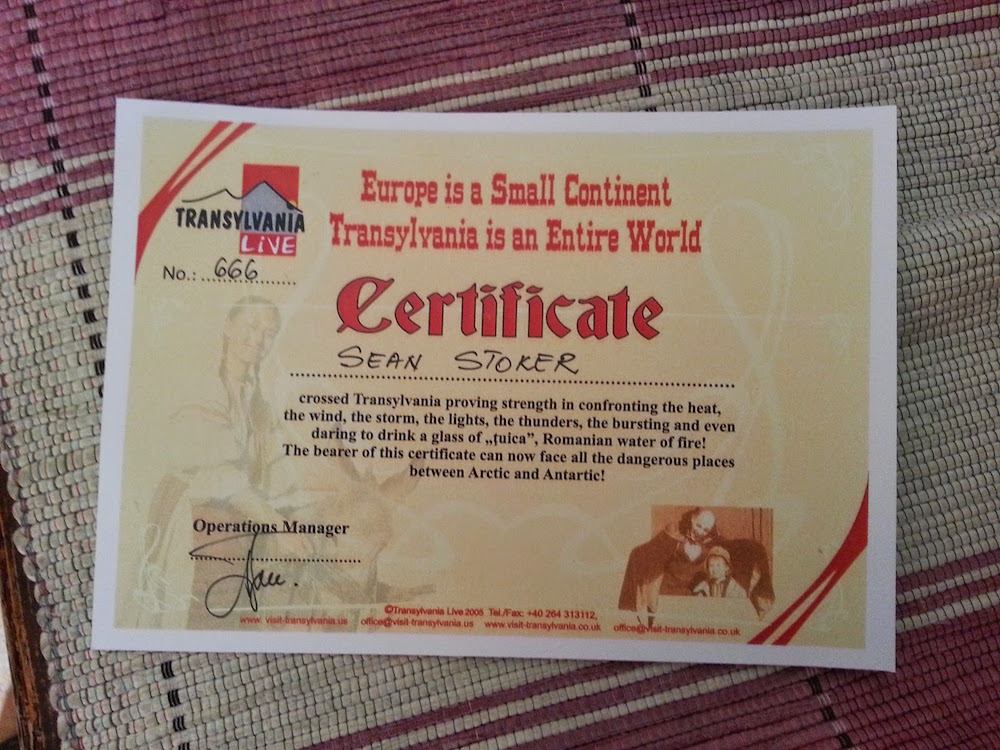 Europe is a Small Continent
Transylvania is an Entire World
TRANSYLVANIA
LiVE
No.: 666
Certificate
SEAN STOKER
crossed Transylvania proving strength in confronting the heat,
the wind, the storm, the lights, the thunders, the bursting and even
daring to drink a glass of „ţuica”, Romanian water of fire!
The bearer of this certificate can now face all the dangerous places
between Arctic and Antartic!
Operations Manager
©Transylvania Live 2005 Tel./Fax: +40 264 313112,
www.visit-transylvania.us office@visit-transylvania.us www.visit-transylvania.co.uk office@visit-transylvania.co.uk